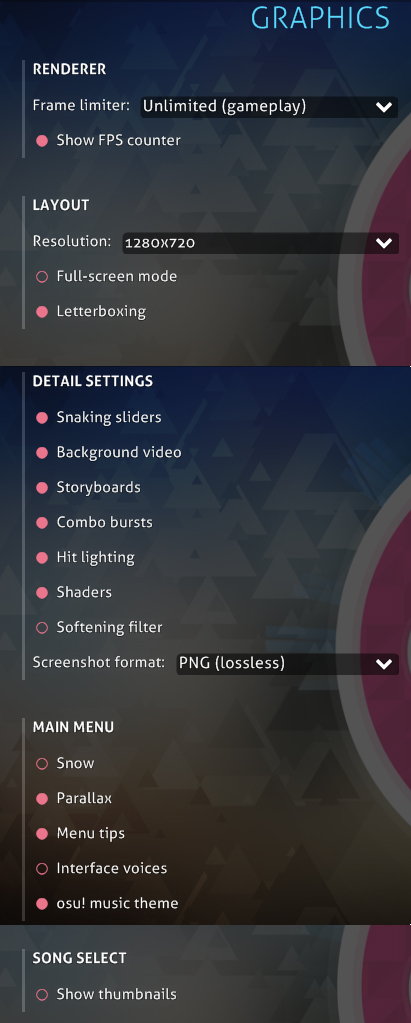 GRAPHICS
RENDERER
Frame limiter: Unlimited (gameplay)
Show FPS counter
LAYOUT
Resolution: 1280x720
Full-screen mode
Letterboxing
DETAIL SETTINGS
Snaking sliders
Background video
Storyboards
Combo bursts
Hit lighting
Shaders
Softening filter
Screenshot format: PNG (lossless)
MAIN MENU
Snow
Parallax
Menu tips
Interface voices
osu! music theme
SONG SELECT
Show thumbnails